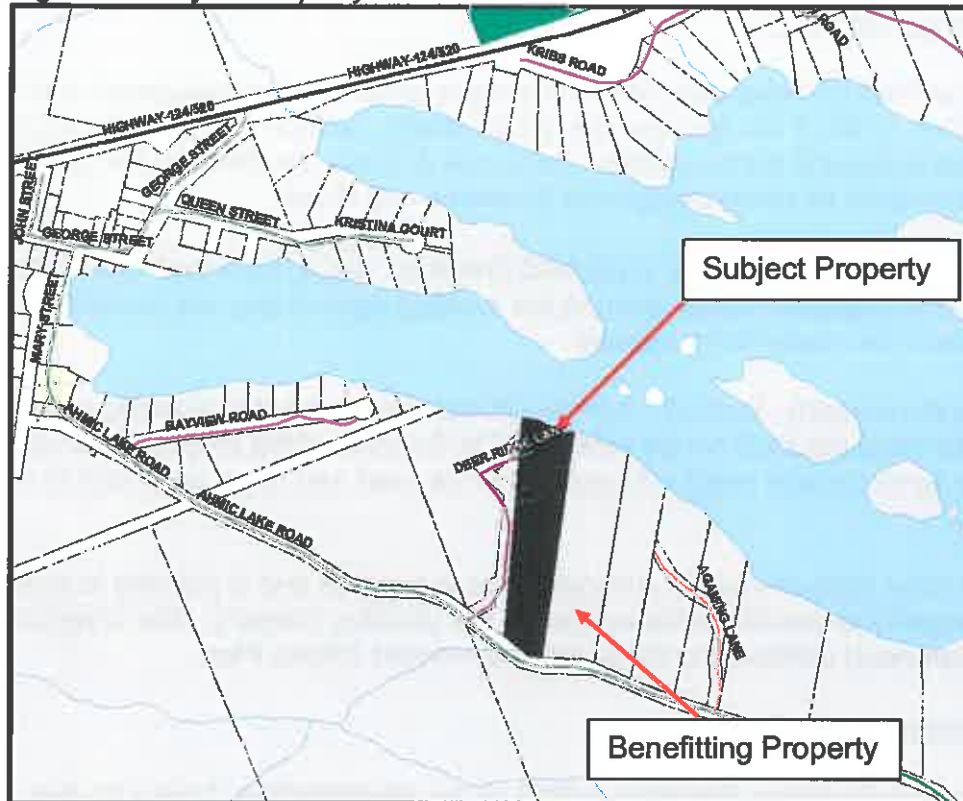 HIGHWAY-124/520
KRIBS ROAD
ROAD
HIGHWAY-124/520
JOHN STREET
GEORGE STREET
QUEEN STREET
KRISTINA COURT
GEORGE STREET
Subject Property
MARY STREET
BAYVIEW ROAD
AHMIC LAKE ROAD
AHMIC LAKE ROAD
AGAMING LANE
Benefitting Property